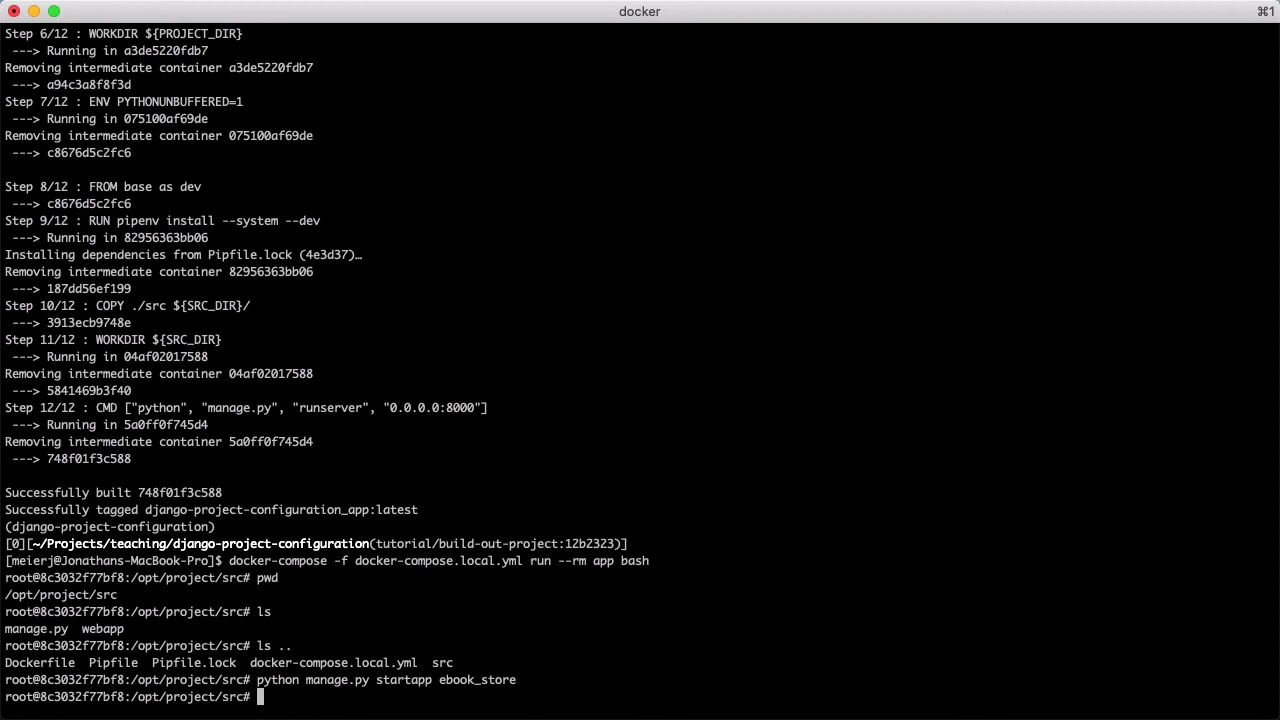 docker
⌘1
Step 6/12 : WORKDIR ${PROJECT_DIR}
 ---> Running in a3de5220fdb7
Removing intermediate container a3de5220fdb7
 ---> a94c3a8f8f3d
Step 7/12 : ENV PYTHONUNBUFFERED=1
 ---> Running in 075100af69de
Removing intermediate container 075100af69de
 ---> c8676d5c2fc6
Step 8/12 : FROM base as dev
 ---> c8676d5c2fc6
Step 9/12 : RUN pipenv install --system --dev
 ---> Running in 82956363bb06
Installing dependencies from Pipfile.lock (4e3d37)…
Removing intermediate container 82956363bb06
 ---> 187dd56ef199
Step 10/12 : COPY ./src ${SRC_DIR}/
 ---> 3913ecb9748e
Step 11/12 : WORKDIR ${SRC_DIR}
 ---> Running in 04af02017588
Removing intermediate container 04af02017588
 ---> 5841469b3f40
Step 12/12 : CMD ["python", "manage.py", "runserver", "0.0.0.0:8000"]
 ---> Running in 5a0ff0f745d4
Removing intermediate container 5a0ff0f745d4
 ---> 748f01f3c588
Successfully built 748f01f3c588
Successfully tagged django-project-configuration_app:latest
(django-project-configuration)
[0][~/Projects/teaching/django-project-configuration(tutorial/build-out-project:12b2323)]
[meierj@Jonathans-MacBook-Pro]$ docker-compose -f docker-compose.local.yml run --rm app bash
root@8c3032f77bf8:/opt/project/src# pwd
/opt/project/src
root@8c3032f77bf8:/opt/project/src# ls
manage.py  webapp
root@8c3032f77bf8:/opt/project/src# ls ..
Dockerfile  Pipfile  Pipfile.lock  docker-compose.local.yml  src
root@8c3032f77bf8:/opt/project/src# python manage.py startapp ebook_store
root@8c3032f77bf8:/opt/project/src#